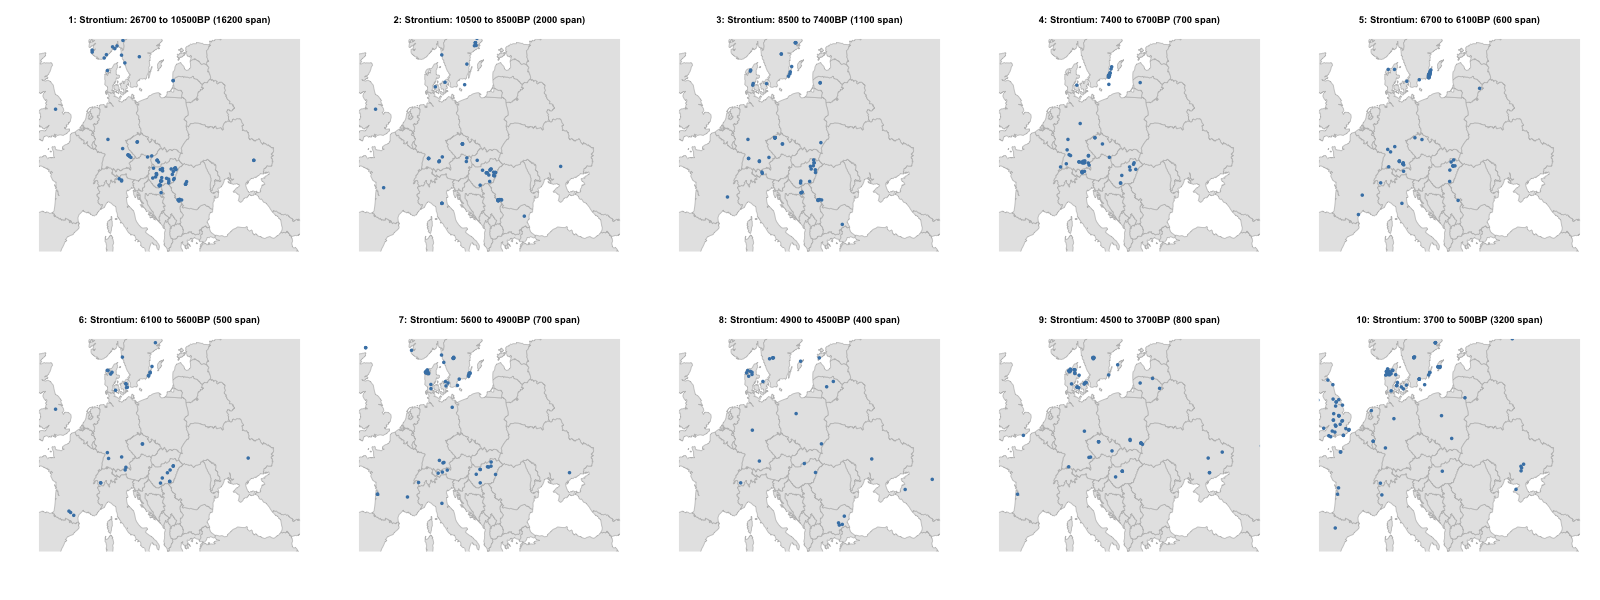 1: Strontium: 26700 to 10500BP (16200 span)
2: Strontium: 10500 to 8500BP (2000 span)
3: Strontium: 8500 to 7400BP (1100 span)
4: Strontium: 7400 to 6700BP (700 span)
5: Strontium: 6700 to 6100BP (600 span)
6: Strontium: 6100 to 5600BP (500 span)
7: Strontium: 5600 to 4900BP (700 span)
8: Strontium: 4900 to 4500BP (400 span)
9: Strontium: 4500 to 3700BP (800 span)
10: Strontium: 3700 to 500BP (3200 span)